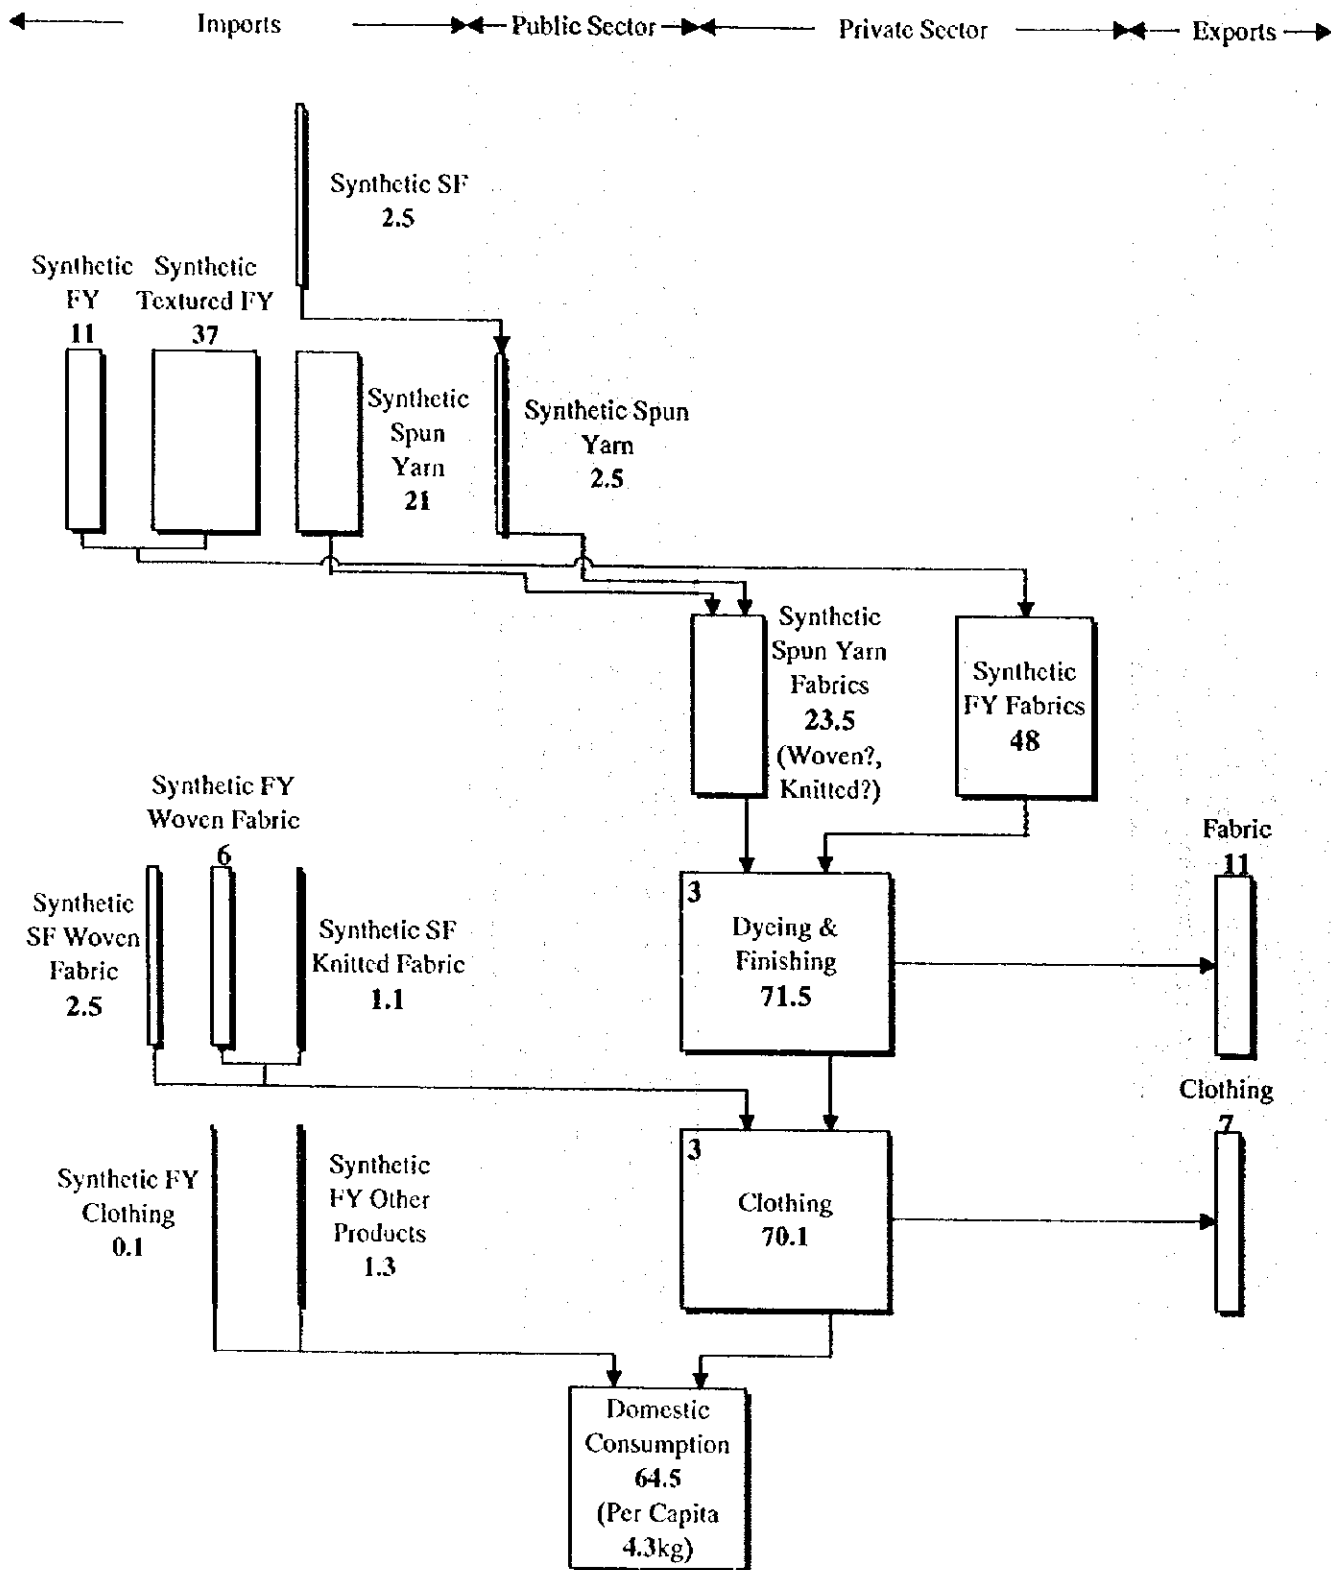 Imports
Public Sector
Private Sector
Exports
Synthetic SF
2.5
Synthetic
FY
11
Synthetic
Textured FY
37
Synthetic
Spun
Yarn
21
Synthetic Spun
Yarn
2.5
Synthetic
Spun Yarn
Fabrics
23.5
(Woven?,
Knitted?)
Synthetic
FY Fabrics
48
Synthetic FY
Woven Fabric
6
Synthetic
SF Woven
Fabric
2.5
Synthetic SF
Knitted Fabric
1.1
3
Dyeing &
Finishing
71.5
Fabric
11
Synthetic FY
Clothing
0.1
Synthetic
FY Other
Products
1.3
3
Clothing
70.1
Clothing
7
Domestic
Consumption
64.5
(Per Capita
4.3kg)